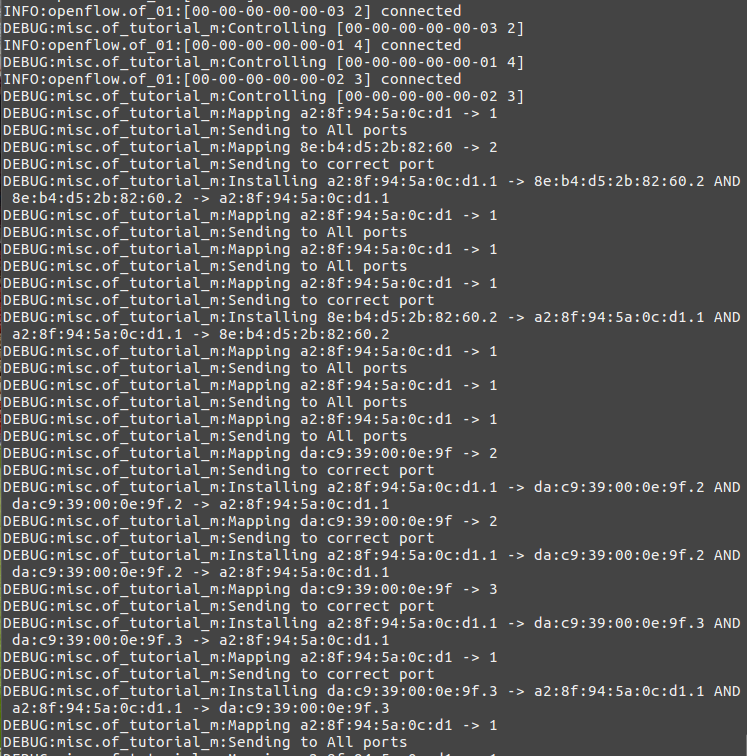 INFO:openflow.of_01:[00-00-00-00-00-03 2] connected
DEBUG:misc.of_tutorial_m:Controlling [00-00-00-00-00-03 2]
INFO:openflow.of_01:[00-00-00-00-00-01 4] connected
DEBUG:misc.of_tutorial_m:Controlling [00-00-00-00-00-01 4]
INFO:openflow.of_01:[00-00-00-00-00-02 3] connected
DEBUG:misc.of_tutorial_m:Controlling [00-00-00-00-00-02 3]
DEBUG:misc.of_tutorial_m:Mapping a2:8f:94:5a:0c:d1 -> 1
DEBUG:misc.of_tutorial_m:Sending to All ports
DEBUG:misc.of_tutorial_m:Mapping 8e:b4:d5:2b:82:60 -> 2
DEBUG:misc.of_tutorial_m:Sending to correct port
DEBUG:misc.of_tutorial_m:Installing a2:8f:94:5a:0c:d1.1 -> 8e:b4:d5:2b:82:60.2 AND
8e:b4:d5:2b:82:60.2 -> a2:8f:94:5a:0c:d1.1
DEBUG:misc.of_tutorial_m:Mapping a2:8f:94:5a:0c:d1 -> 1
DEBUG:misc.of_tutorial_m:Sending to All ports
DEBUG:misc.of_tutorial_m:Mapping a2:8f:94:5a:0c:d1 -> 1
DEBUG:misc.of_tutorial_m:Sending to All ports
DEBUG:misc.of_tutorial_m:Mapping a2:8f:94:5a:0c:d1 -> 1
DEBUG:misc.of_tutorial_m:Sending to correct port
DEBUG:misc.of_tutorial_m:Installing 8e:b4:d5:2b:82:60.2 -> a2:8f:94:5a:0c:d1.1 AND
a2:8f:94:5a:0c:d1.1 -> 8e:b4:d5:2b:82:60.2
DEBUG:misc.of_tutorial_m:Mapping a2:8f:94:5a:0c:d1 -> 1
DEBUG:misc.of_tutorial_m:Sending to All ports
DEBUG:misc.of_tutorial_m:Mapping a2:8f:94:5a:0c:d1 -> 1
DEBUG:misc.of_tutorial_m:Sending to All ports
DEBUG:misc.of_tutorial_m:Mapping a2:8f:94:5a:0c:d1 -> 1
DEBUG:misc.of_tutorial_m:Sending to All ports
DEBUG:misc.of_tutorial_m:Mapping da:c9:39:00:0e:9f -> 2
DEBUG:misc.of_tutorial_m:Sending to correct port
DEBUG:misc.of_tutorial_m:Installing a2:8f:94:5a:0c:d1.1 -> da:c9:39:00:0e:9f.2 AND
da:c9:39:00:0e:9f.2 -> a2:8f:94:5a:0c:d1.1
DEBUG:misc.of_tutorial_m:Mapping da:c9:39:00:0e:9f -> 2
DEBUG:misc.of_tutorial_m:Sending to correct port
DEBUG:misc.of_tutorial_m:Installing a2:8f:94:5a:0c:d1.1 -> da:c9:39:00:0e:9f.2 AND
da:c9:39:00:0e:9f.2 -> a2:8f:94:5a:0c:d1.1
DEBUG:misc.of_tutorial_m:Mapping da:c9:39:00:0e:9f -> 3
DEBUG:misc.of_tutorial_m:Sending to correct port
DEBUG:misc.of_tutorial_m:Installing a2:8f:94:5a:0c:d1.1 -> da:c9:39:00:0e:9f.3 AND
da:c9:39:00:0e:9f.3 -> a2:8f:94:5a:0c:d1.1
DEBUG:misc.of_tutorial_m:Mapping a2:8f:94:5a:0c:d1 -> 1
DEBUG:misc.of_tutorial_m:Sending to correct port
DEBUG:misc.of_tutorial_m:Installing da:c9:39:00:0e:9f.3 -> a2:8f:94:5a:0c:d1.1 AND
a2:8f:94:5a:0c:d1.1 -> da:c9:39:00:0e:9f.3
DEBUG:misc.of_tutorial_m:Mapping a2:8f:94:5a:0c:d1 -> 1
DEBUG:misc.of_tutorial_m:Sending to All ports